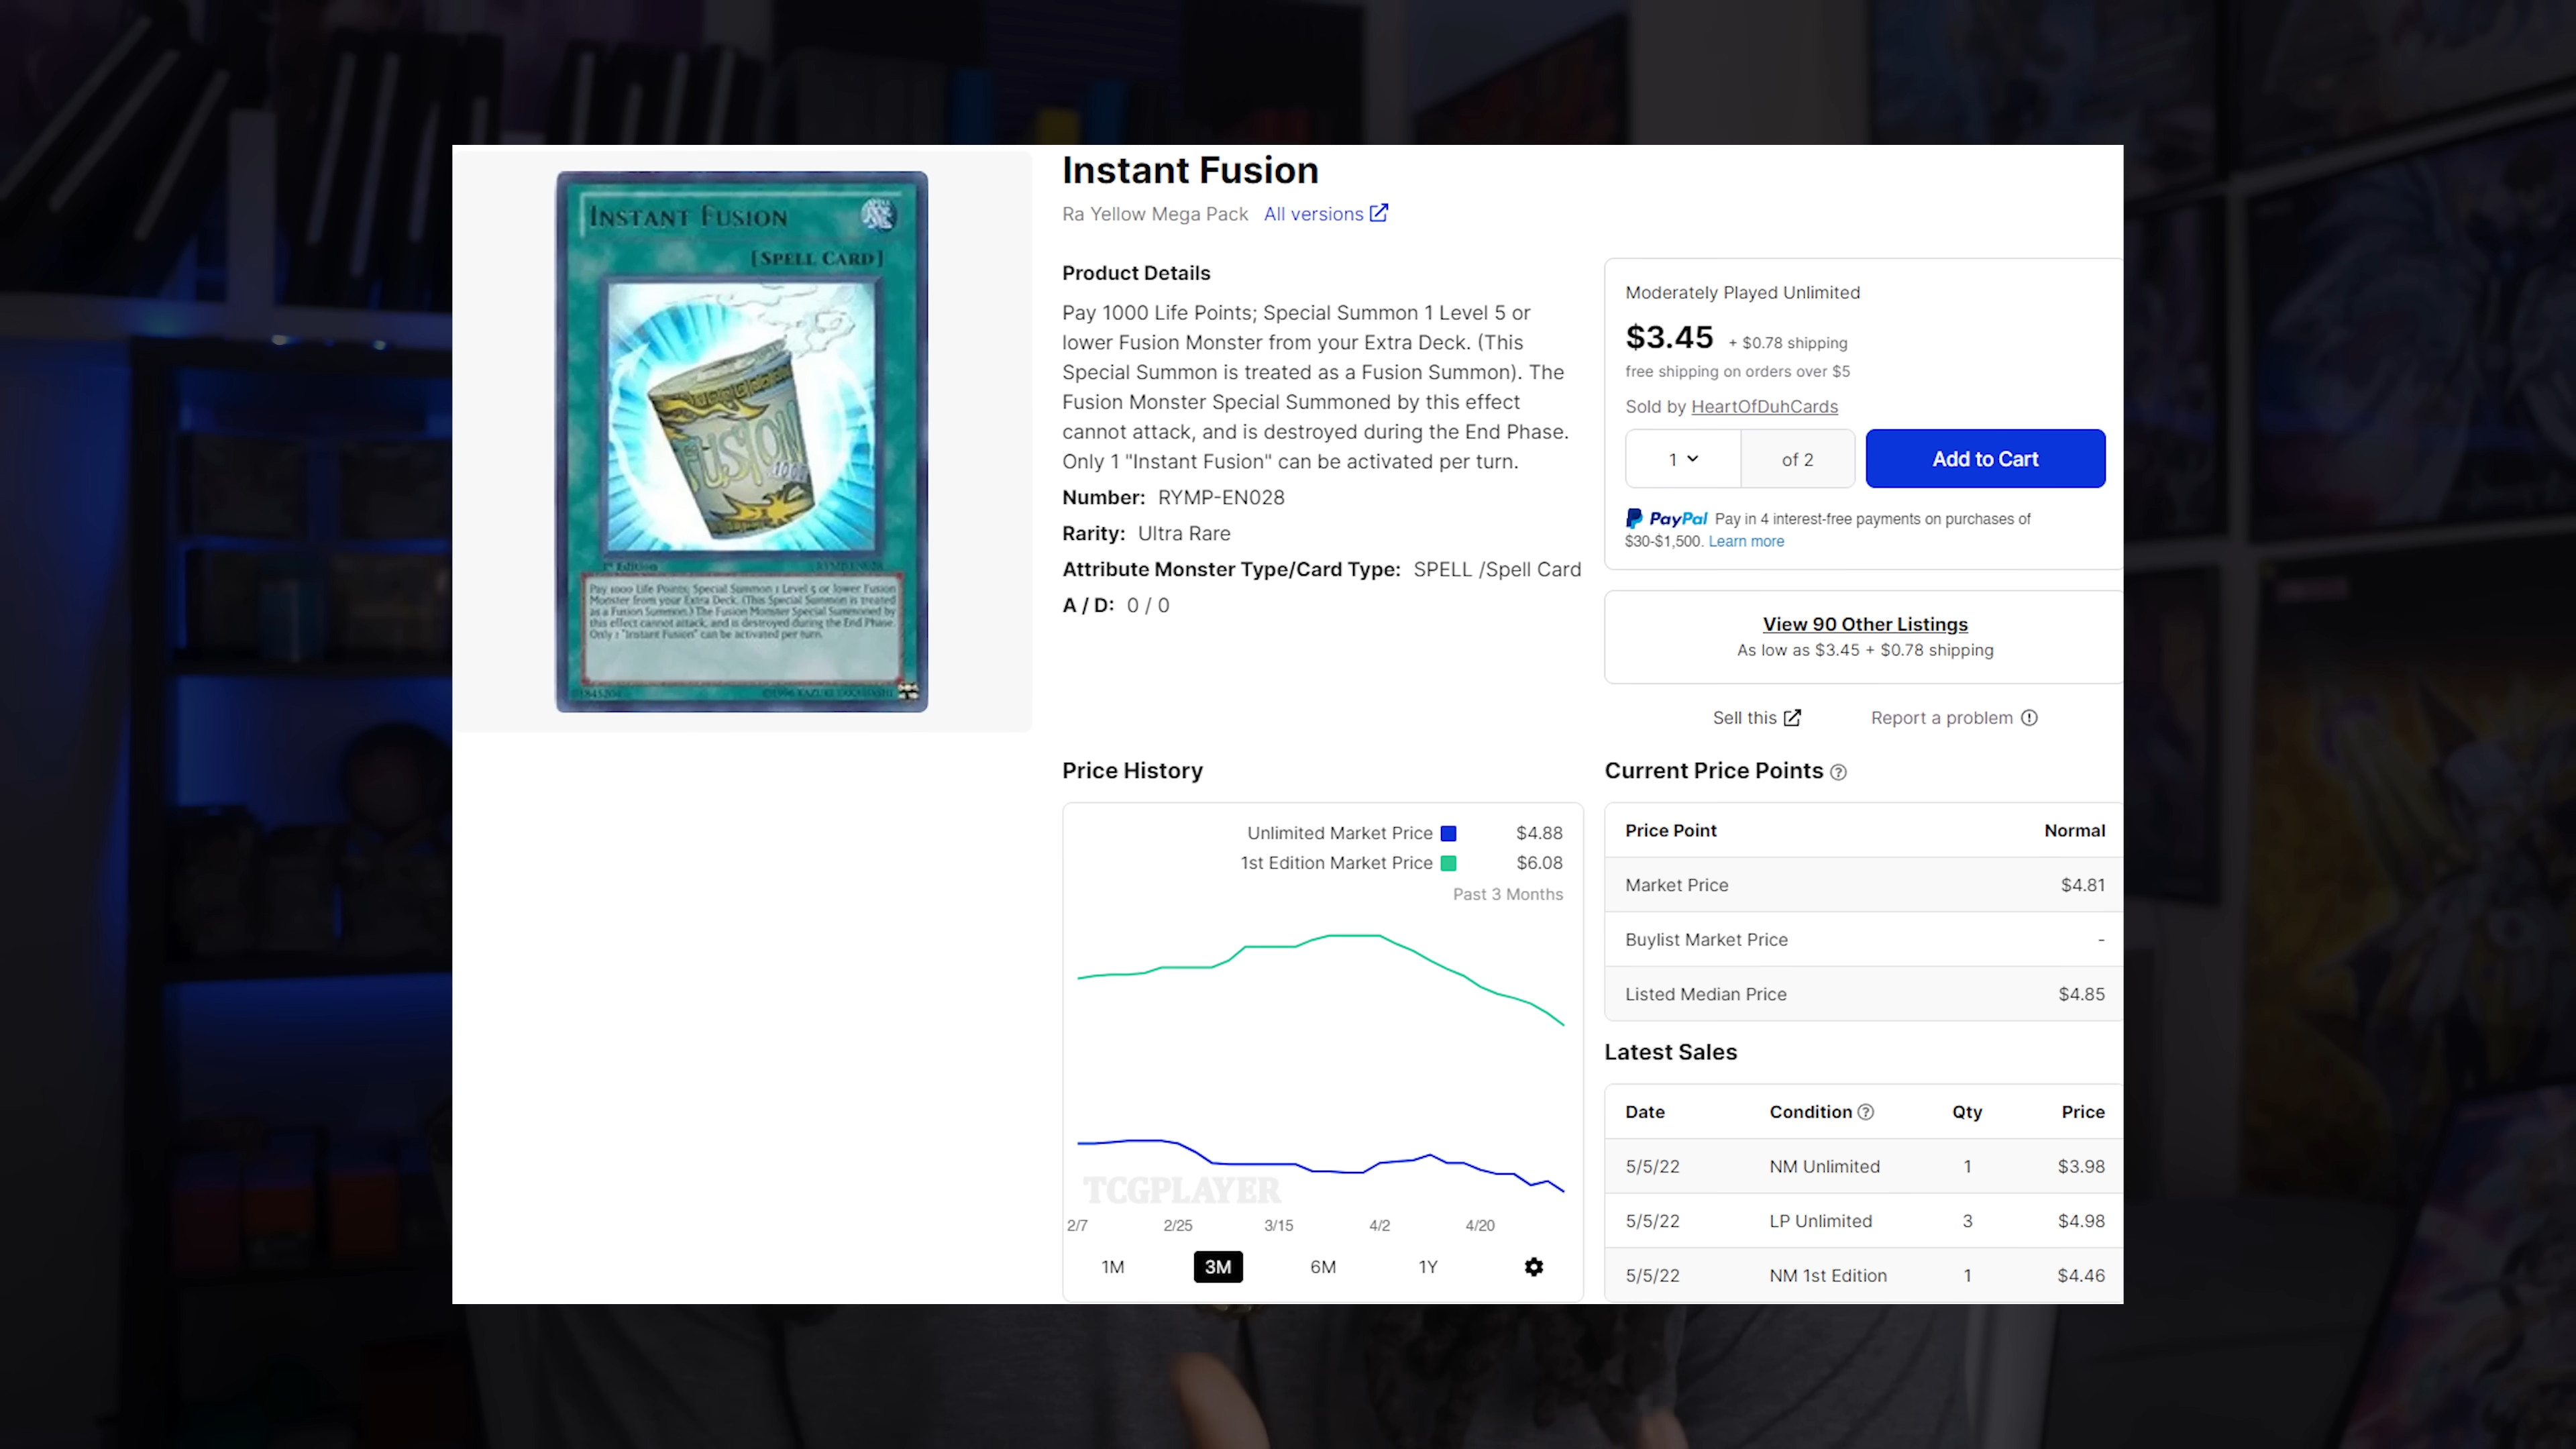 INSTANT FUSION
[SPELL CARD]
FUSION
1000
1st Edition
RYMP-EN028
Pay 1000 Life Points; Special Summon 1 Level 5 or lower Fusion
Monster from your Extra Deck. (This Special Summon is treated
as a Fusion Summon.) The Fusion Monster Special Summoned by
this effect cannot attack, and is destroyed during the End Phase.
Only 1 "Instant Fusion" can be activated per turn.
©1996 KAZUKI TAKAHASHI
Instant Fusion
Ra Yellow Mega Pack All versions
Product Details
Pay 1000 Life Points; Special Summon 1 Level 5 or
lower Fusion Monster from your Extra Deck. (This
Special Summon is treated as a Fusion Summon). The
Fusion Monster Special Summoned by this effect
cannot attack, and is destroyed during the End Phase.
Only 1 "Instant Fusion" can be activated per turn.
Number: RYMP-EN028
Rarity: Ultra Rare
Attribute Monster Type/Card Type: SPELL /Spell Card
A / D: 0 / 0
Moderately Played Unlimited
$3.45 + $0.78 shipping
free shipping on orders over $5
Sold by HeartOfDuhCards
1 of 2 Add to Cart
PayPal Pay in 4 interest-free payments on purchases of
$30-$1,500. Learn more
View 90 Other Listings
As low as $3.45 + $0.78 shipping
Sell this Report a problem
Price History
Unlimited Market Price $4.88
1st Edition Market Price $6.08
Past 3 Months
TCGPLAYER
2/7 2/25 3/15 4/2 4/20
1M 3M 6M 1Y
Current Price Points
Price Point Normal
Market Price $4.81
Buylist Market Price -
Listed Median Price $4.85
Latest Sales
Date Condition Qty Price
5/5/22 NM Unlimited 1 $3.98
5/5/22 LP Unlimited 3 $4.98
5/5/22 NM 1st Edition 1 $4.46